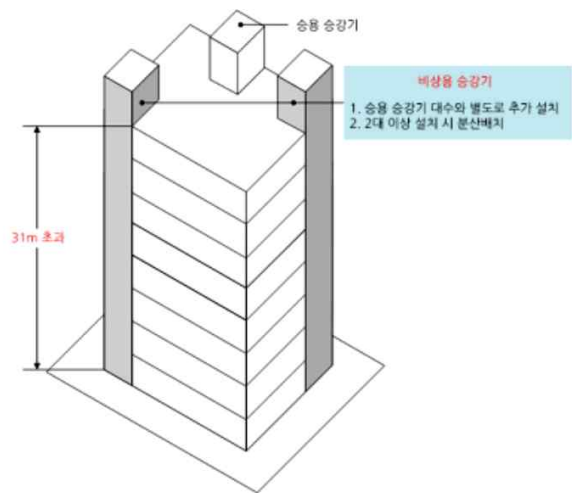 승용 승강기
비상용 승강기
1. 승용 승강기 대수와 별도로 추가 설치
2. 2대 이상 설치 시 분산배치
31m 초과